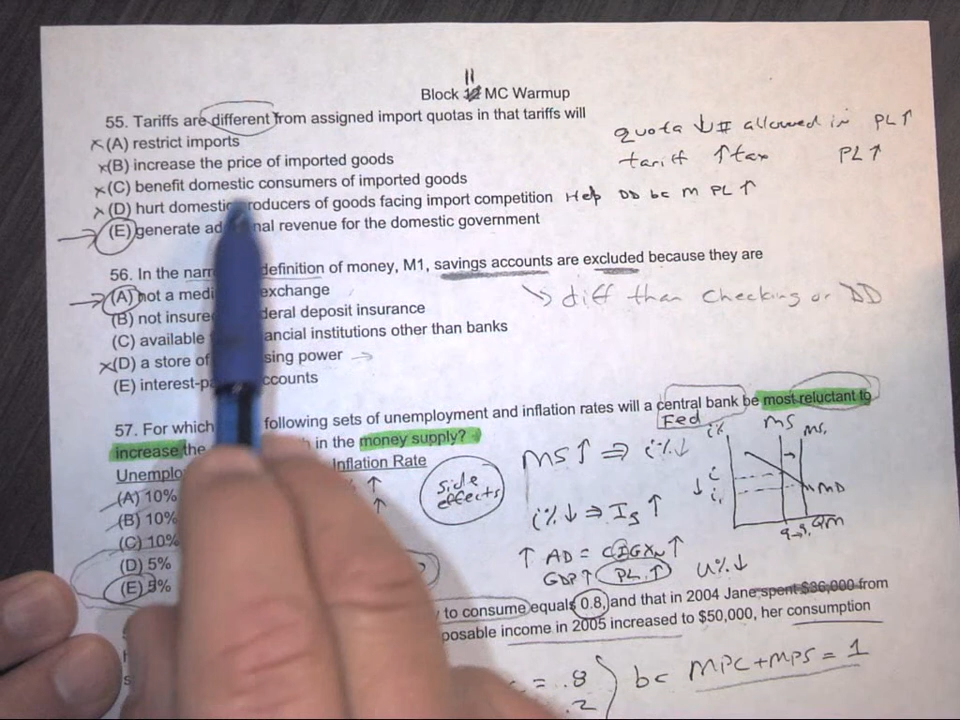 11
Block MC Warmup
55. Tariffs are different from assigned import quotas in that tariffs will
quota ↓ # allowed in PL↑
x(A) restrict imports
tariff ↑tax PL↑
x(B) increase the price of imported goods
x(C) benefit domestic consumers of imported goods
x(D) hurt domestic producers of goods facing import competition Help DD bc M PL↑
(E) generate ad nal revenue for the domestic government
56. In the nar definition of money, M1, savings accounts are excluded because they are
(A) not a medi exchange
↘ diff than checking or DD
(B) not insure deral deposit insurance
(C) available ancial institutions other than banks
x(D) a store of sing power →
(E) interest-pa ccounts
57. For which following sets of unemployment and inflation rates will a central bank be most reluctant to
Fed
increase the h in the money supply?
Unemplo Inflation Rate
MS↑ ⇒ i%↓
i% MS MS,
(A) 10% % ↑
side effects
i MD
(B) 10% ↑
i%↓ ⇒ Ig ↑
(C) 10%
↑ AD = CIGXn↑
(D) 5%
GDP↑ PL↑ U%↓
(E) 5%
y to consume equals 0.8, and that in 2004 Jane spent $36,000 from
posable income in 2005 increased to $50,000, her consumption
= .8
bc MPC+MPS = 1
.2